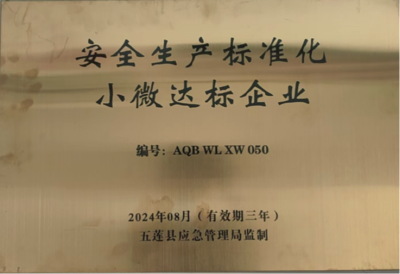 安全生产标准化
小微达标企业
编号: AQB WL XW 050
2024年08月(有效期三年)
五莲县应急管理局监制